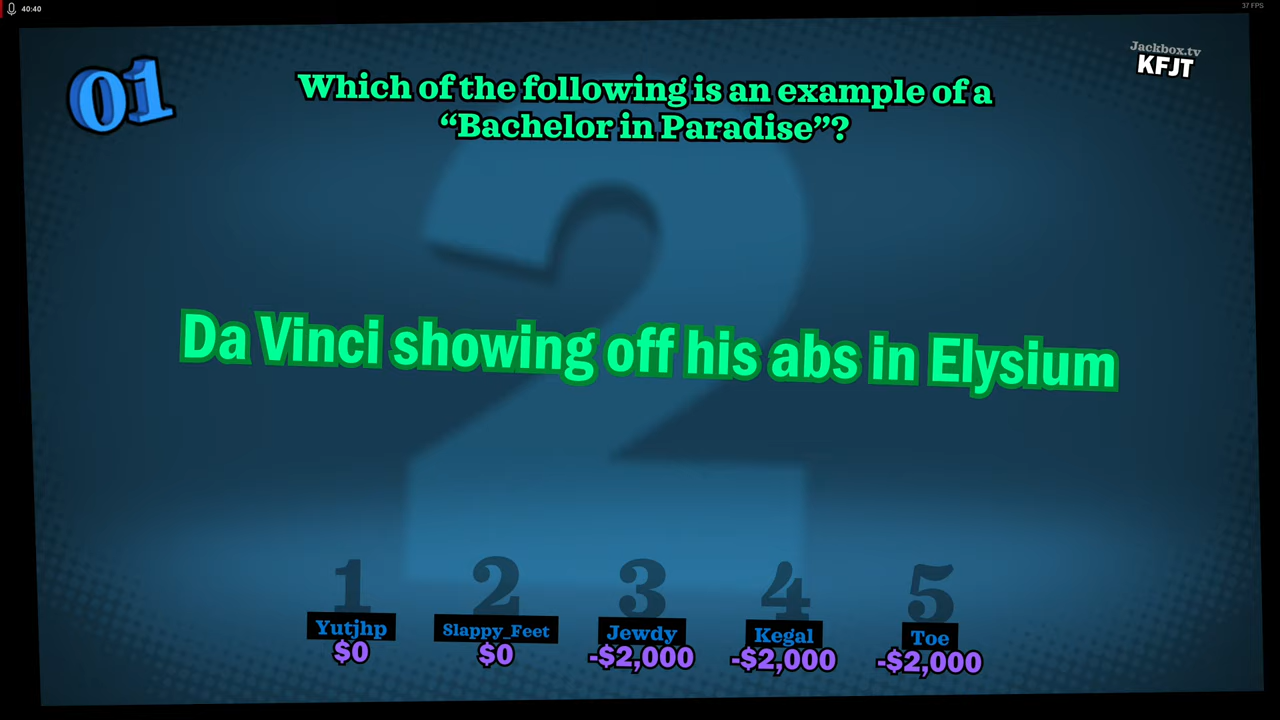 40:40
37 FPS
Jackbox.tv
KFJT
01
Which of the following is an example of a
“Bachelor in Paradise”?
2
Da Vinci showing off his abs in Elysium
1 2 3 4 5
Yutjhp Slappy_Feet Jewdy Kegal Toe
$0 $0 -$2,000 -$2,000 -$2,000